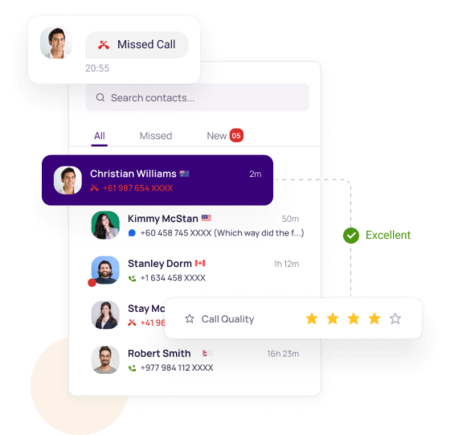 Missed Call
20:55
Search contacts...
All Missed New 05
Christian Williams 2m
+61 987 654 XXXX
Kimmy McStan 50m
+60 458 745 XXXX (Which way did the f...)
Stanley Dorm 1h 12m
+1 634 458 XXXX
Excellent
Stay Mc
+41 96
Call Quality
Robert Smith 16h 23m
+977 984 112 XXXX